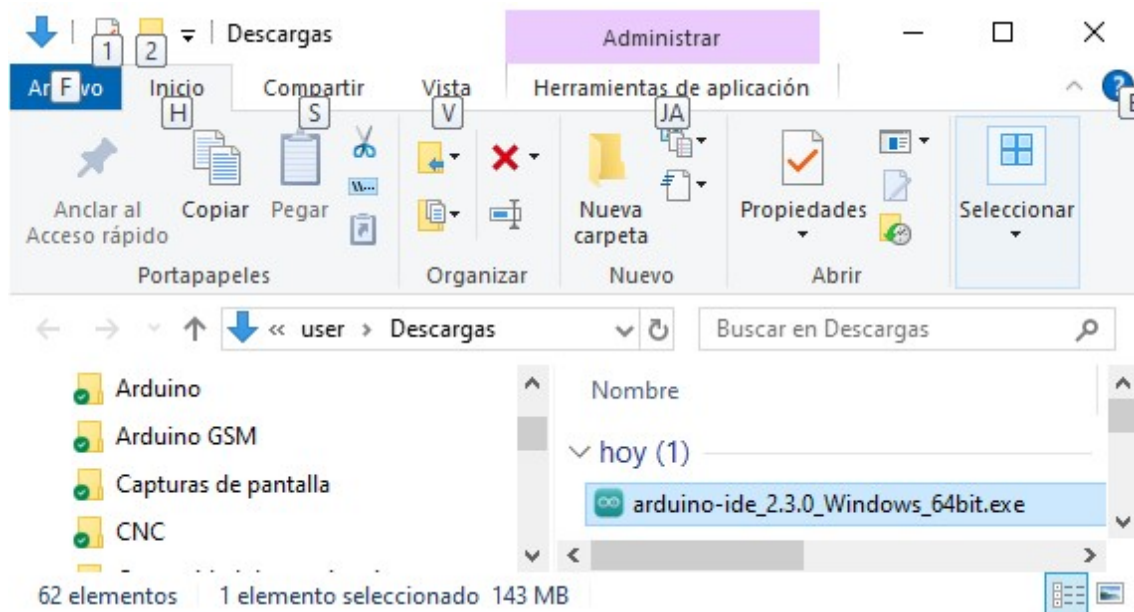 1 2 Descargas Administrar
Archivo Inicio Compartir Vista Herramientas de aplicación
F H S V JA E
Anclar al Acceso rápido Copiar Pegar Nueva carpeta Propiedades Seleccionar
Portapapeles Organizar Nuevo Abrir
« user › Descargas Buscar en Descargas
Arduino Nombre
Arduino GSM
hoy (1)
Capturas de pantalla
arduino-ide_2.3.0_Windows_64bit.exe
CNC
62 elementos 1 elemento seleccionado 143 MB